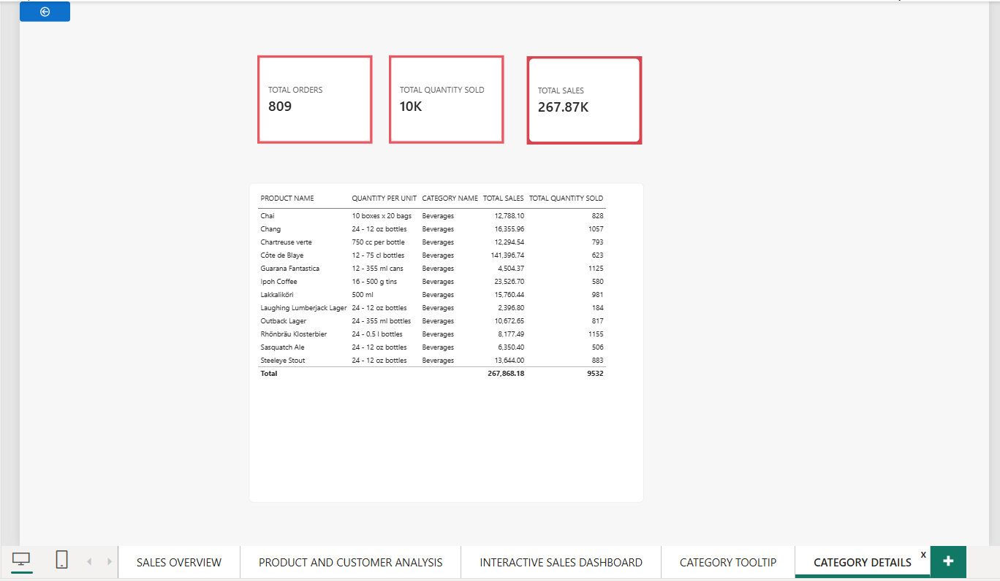 TOTAL ORDERS
809
TOTAL QUANTITY SOLD
10K
TOTAL SALES
267.87K
PRODUCT NAME QUANTITY PER UNIT CATEGORY NAME TOTAL SALES TOTAL QUANTITY SOLD
Chai 10 boxes x 20 bags Beverages 12,788.10 828
Chang 24 - 12 oz bottles Beverages 16,355.96 1057
Chartreuse verte 750 cc per bottle Beverages 12,294.54 793
Côte de Blaye 12 - 75 cl bottles Beverages 141,396.74 623
Guarana Fantastica 12 - 355 ml cans Beverages 4,504.37 1125
Ipoh Coffee 16 - 500 g tins Beverages 23,526.70 580
Lakkalikööri 500 ml Beverages 15,760.44 981
Laughing Lumberjack Lager 24 - 12 oz bottles Beverages 2,396.80 184
Outback Lager 24 - 355 ml bottles Beverages 10,672.65 817
Rhönbräu Klosterbier 24 - 0.5 l bottles Beverages 8,177.49 1155
Sasquatch Ale 24 - 12 oz bottles Beverages 6,350.40 506
Steeleye Stout 24 - 12 oz bottles Beverages 13,644.00 883
Total 267,868.18 9532
SALES OVERVIEW PRODUCT AND CUSTOMER ANALYSIS INTERACTIVE SALES DASHBOARD CATEGORY TOOLTIP CATEGORY DETAILS x